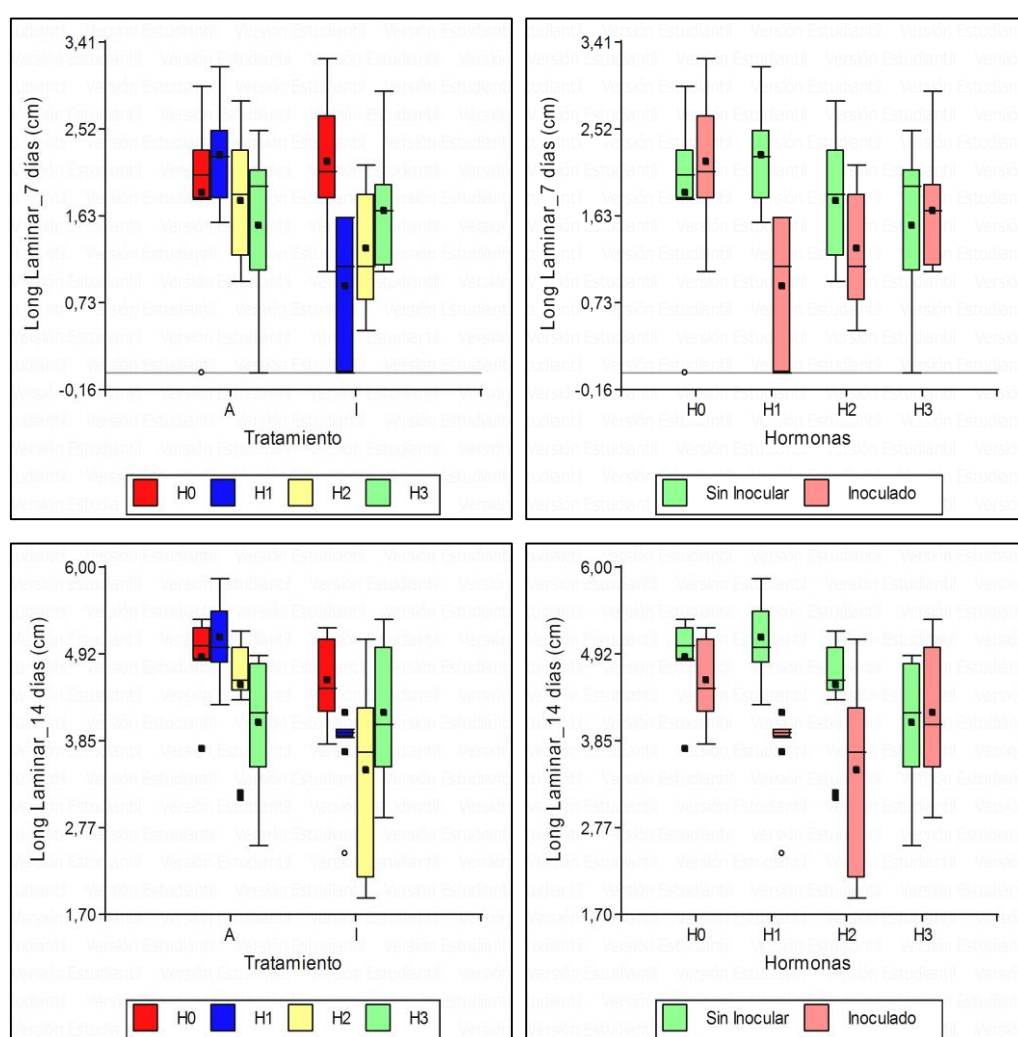 3,41
2,52
1,63
0,73
-0,16
Long Laminar_7 días (cm)
A I
Tratamiento
H0 H1 H2 H3
3,41
2,52
1,63
0,73
-0,16
Long Laminar_7 días (cm)
H0 H1 H2 H3
Hormonas
Sin Inocular Inoculado
6,00
4,92
3,85
2,77
1,70
Long Laminar_14 días (cm)
A I
Tratamiento
H0 H1 H2 H3
6,00
4,92
3,85
2,77
1,70
Long Laminar_14 días (cm)
H0 H1 H2 H3
Hormonas
Sin Inocular Inoculado
Versión Estudiantil